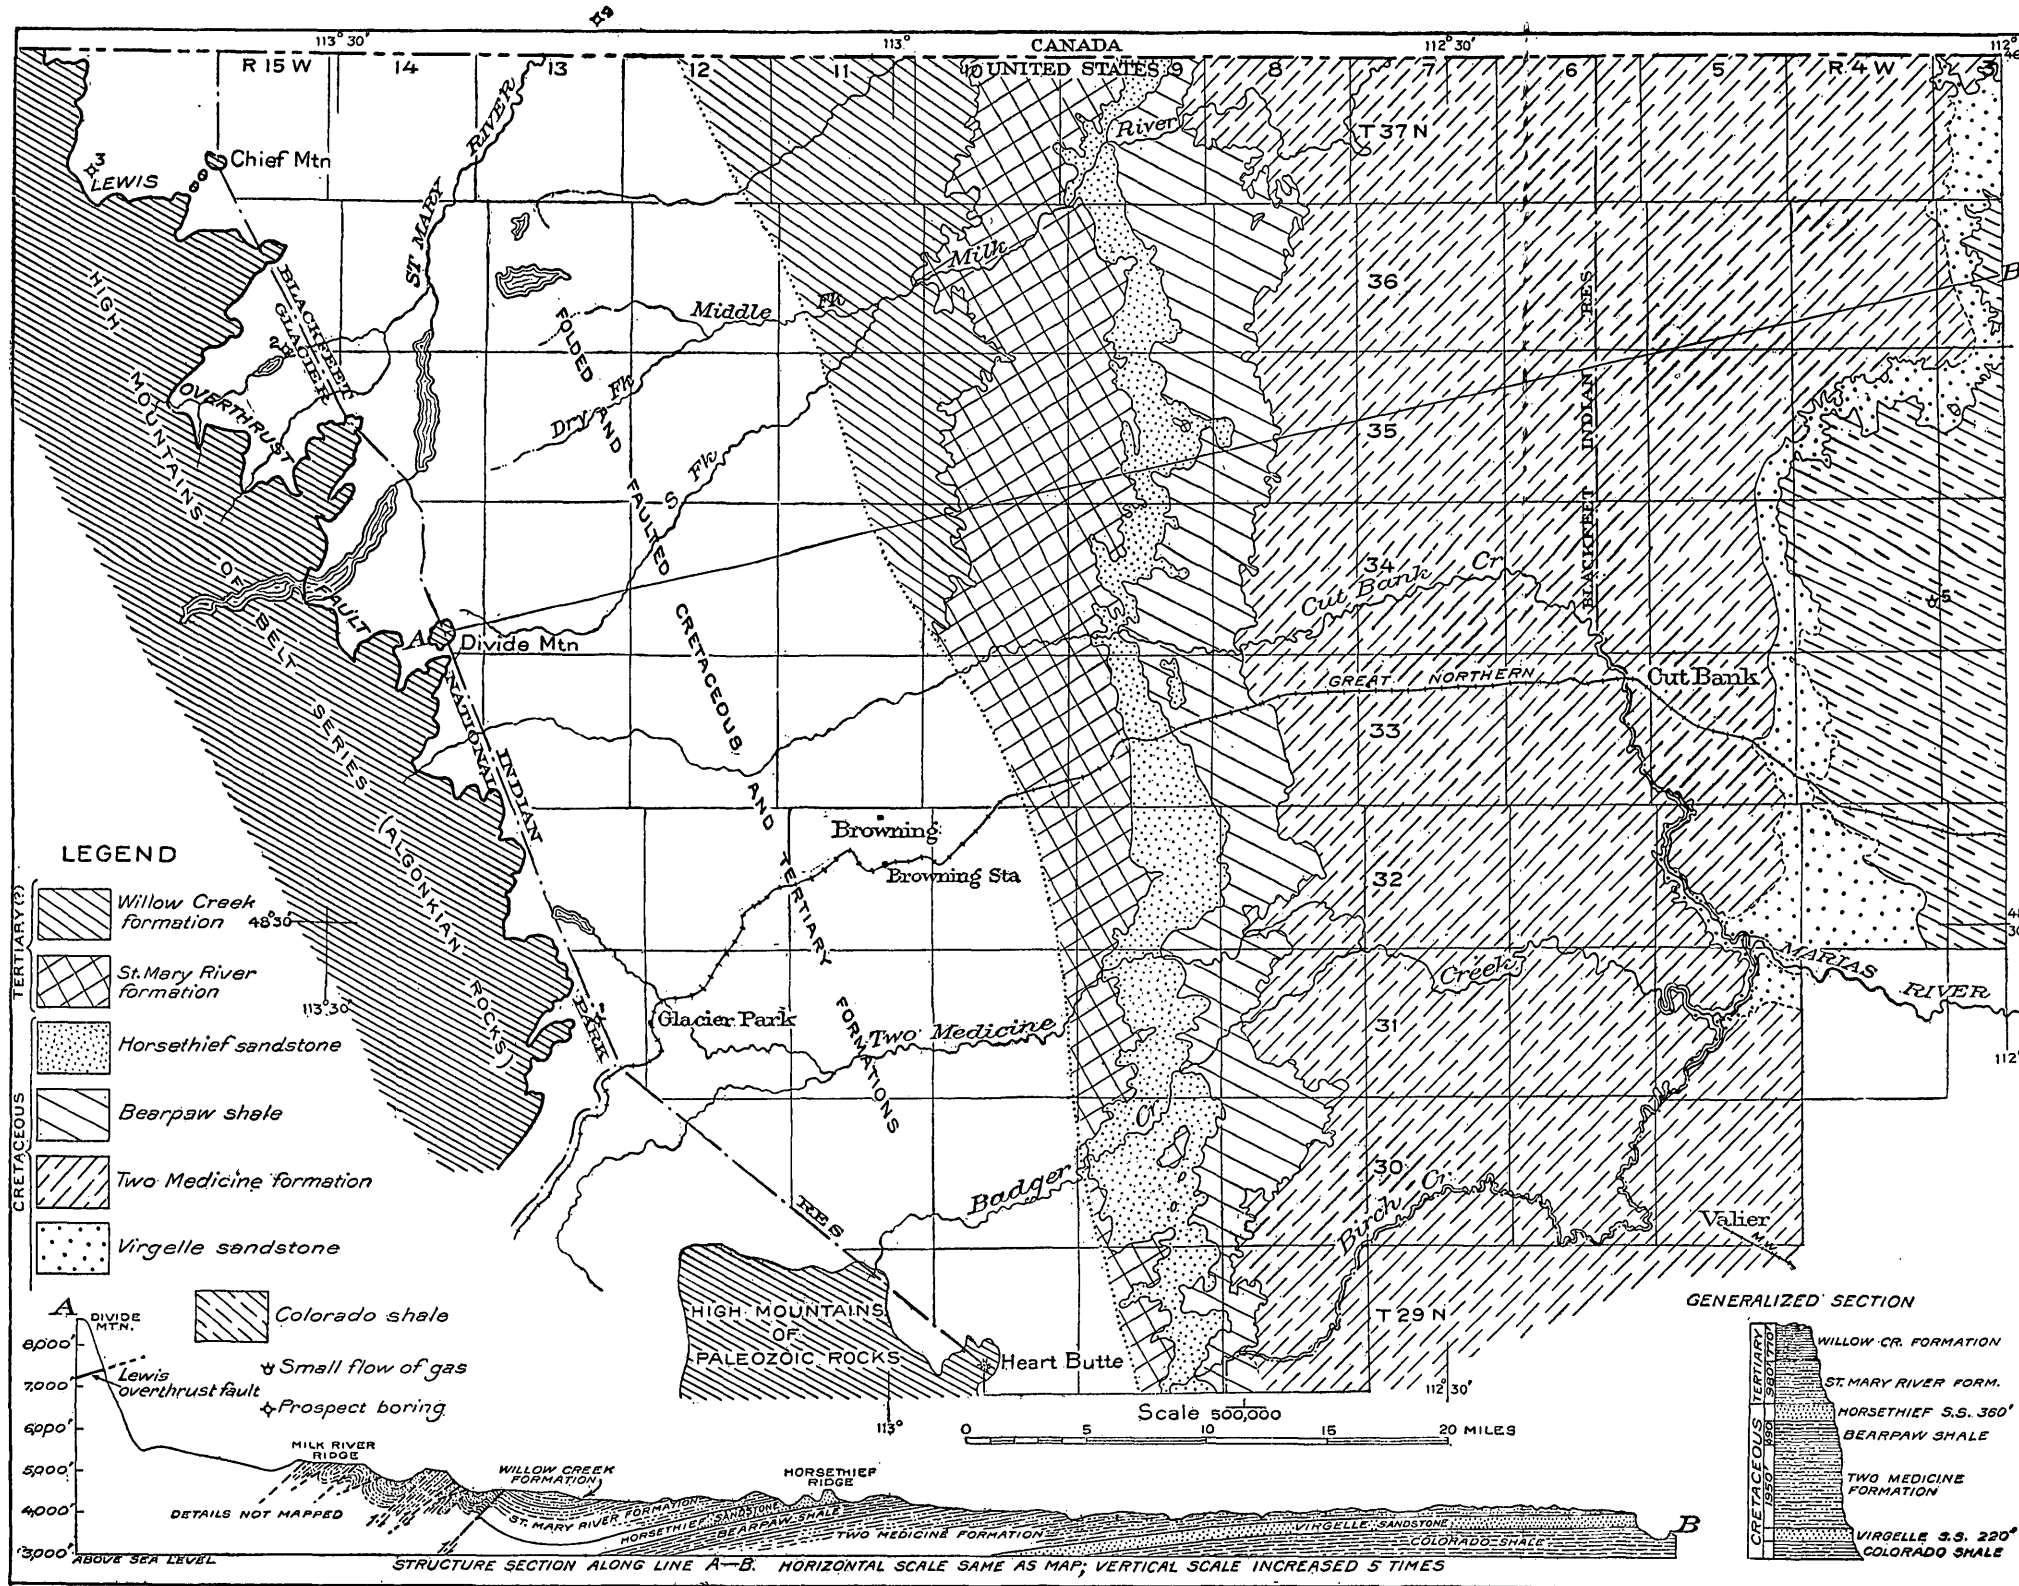 9
113°30'
113°
CANADA
112°30'
112°
R 15 W
14
13
12
11
10
UNITED STATES
9
8
7
6
5
R 4 W
3
3
Chief Mtn
LEWIS
RIVER
ST MARY
River
T 37 N
HIGH MOUNTAINS OF BELT SERIES (ALGONKIAN ROCKS)
BLACKFEET
GLACIER
2
OVERTHRUST
FAULT
Milk
Middle Fk
Dry Fk
S Fk
FOLDED AND FAULTED CRETACEOUS AND TERTIARY FORMATIONS
36
B
BLACKFEET INDIAN RES
35
34
Cut Bank Cr
5
A
Divide Mtn
NATIONAL
INDIAN
GREAT NORTHERN
Cut Bank
33
Browning
Browning Sta
32
48°30'
113°30'
PARK
Glacier Park
Two Medicine
Creek
MARIAS
RIVER
31
112°
Badger
Cr
30
Birch Cr
RES
Valier
HIGH MOUNTAINS
OF
PALEOZOIC ROCKS
Heart Butte
T 29 N
112°30'
113°
Scale 500,000
0 5 10 15 20 MILES
LEGEND
TERTIARY(?)
Willow Creek
formation
St. Mary River
formation
CRETACEOUS
Horsethief sandstone
Bearpaw shale
Two Medicine formation
Virgelle sandstone
Colorado shale
Small flow of gas
Prospect boring
A
DIVIDE
MTN.
8,000'
7,000'
6,000'
5,000'
4,000'
3,000'
ABOVE SEA LEVEL
Lewis
overthrust fault
MILK RIVER
RIDGE
DETAILS NOT MAPPED
WILLOW CREEK
FORMATION
HORSETHIEF
RIDGE
ST. MARY RIVER FORMATION
HORSETHIEF SANDSTONE
BEARPAW SHALE
TWO MEDICINE FORMATION
VIRGELLE SANDSTONE
COLORADO SHALE
B
STRUCTURE SECTION ALONG LINE A—B. HORIZONTAL SCALE SAME AS MAP; VERTICAL SCALE INCREASED 5 TIMES
GENERALIZED SECTION
TERTIARY
980' 770'
CRETACEOUS
1950' 490'
WILLOW CR. FORMATION
ST. MARY RIVER FORM.
HORSETHIEF S.S. 360'
BEARPAW SHALE
TWO MEDICINE
FORMATION
VIRGELLE S.S. 220'
COLORADO SHALE